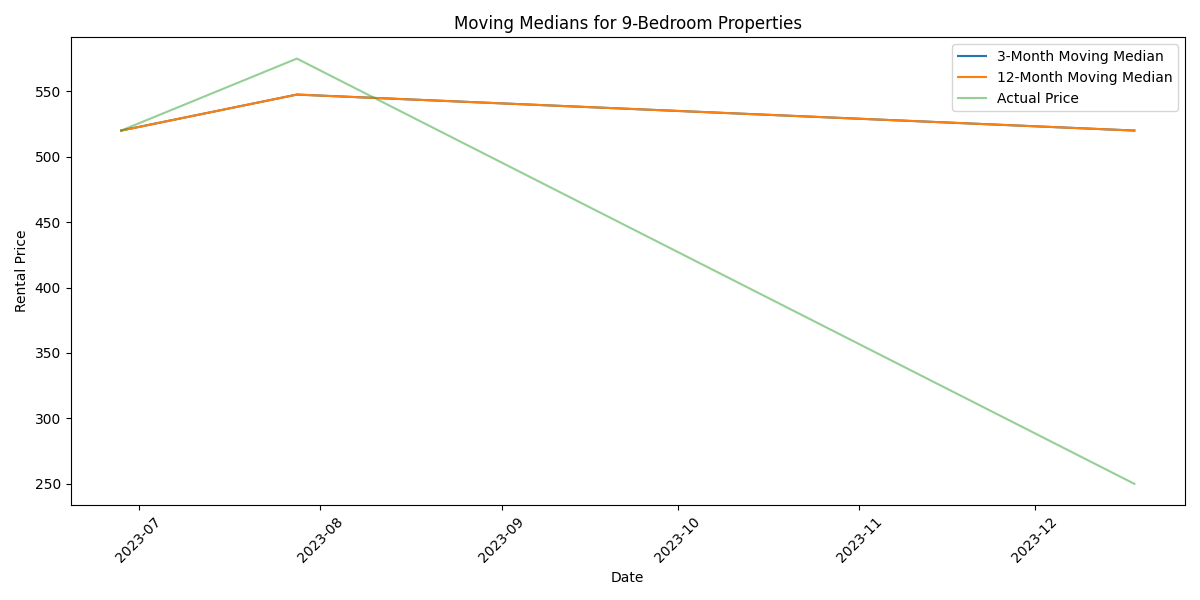 Moving Medians for 9-Bedroom Properties
3-Month Moving Median
12-Month Moving Median
Actual Price
Rental Price
550
500
450
400
350
300
250
2023-07
2023-08
2023-09
2023-10
2023-11
2023-12
Date